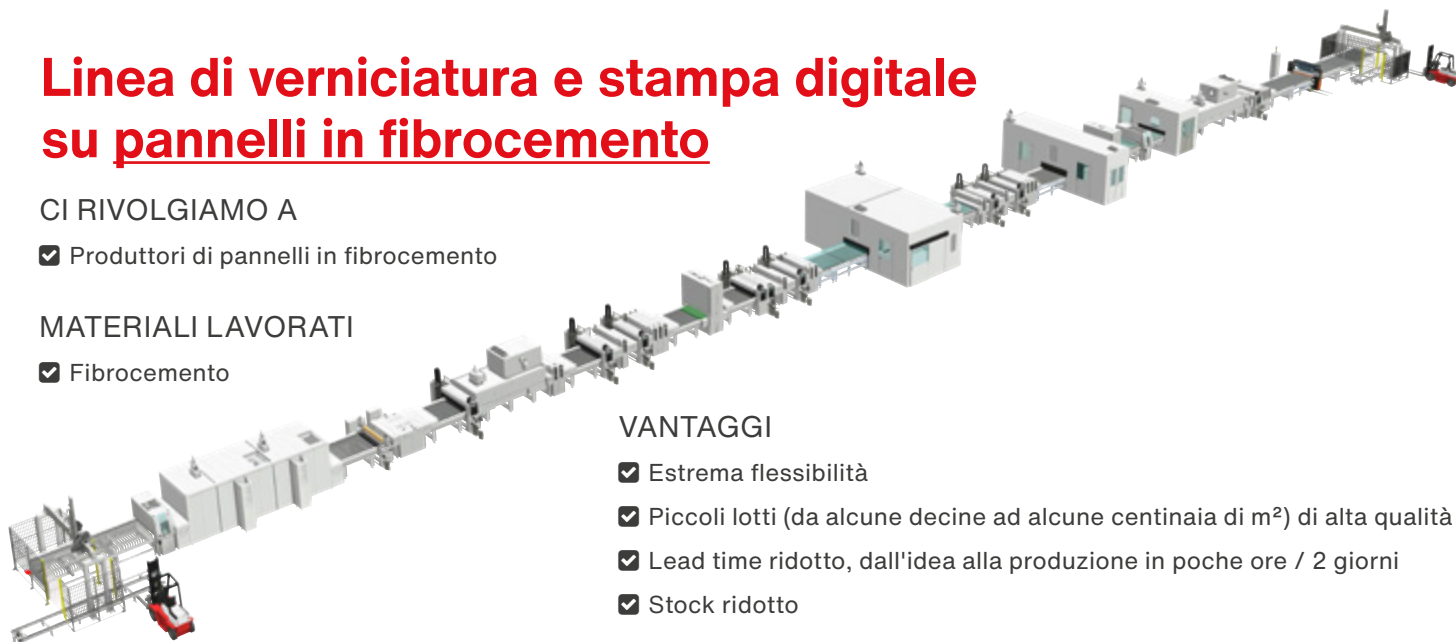 Linea di verniciatura e stampa digitale
su pannelli in fibrocemento
CI RIVOLGIAMO A
Produttori di pannelli in fibrocemento
MATERIALI LAVORATI
Fibrocemento
VANTAGGI
Estrema flessibilità
Piccoli lotti (da alcune decine ad alcune centinaia di m²) di alta qualità
Lead time ridotto, dall'idea alla produzione in poche ore / 2 giorni
Stock ridotto